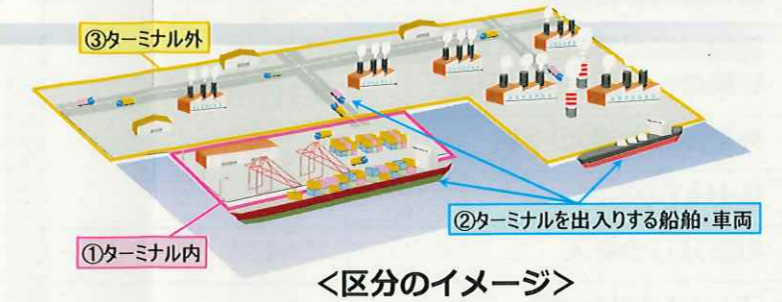 ③ターミナル外
②ターミナルを出入りする船舶・車両
①ターミナル内
<区分のイメージ>